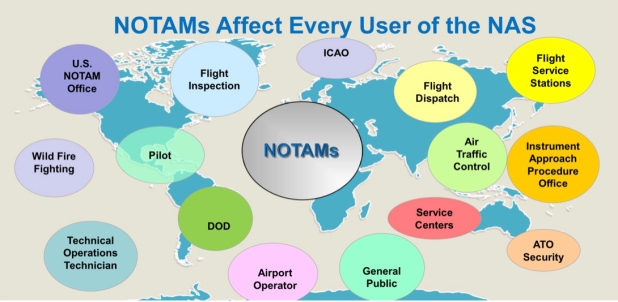 NOTAMs Affect Every User of the NAS
U.S.
NOTAM
Office
Flight
Inspection
ICAO
Flight
Dispatch
Flight
Service
Stations
Wild Fire
Fighting
Pilot
NOTAMs
Air
Traffic
Control
Instrument
Approach
Procedure
Office
DOD
Service
Centers
Technical
Operations
Technician
Airport
Operator
General
Public
ATO
Security